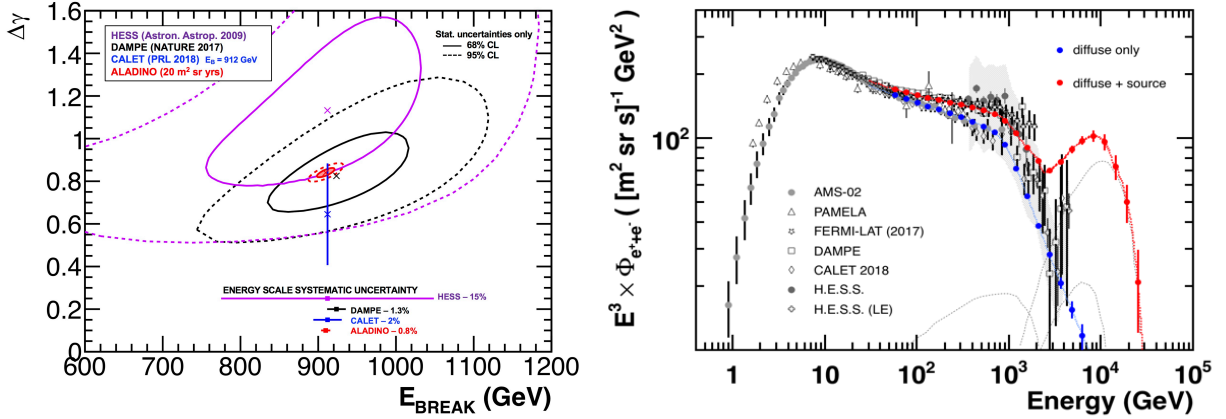 Δγ
1.6
1.4
1.2
1
0.8
0.6
0.4
0.2
0
HESS (Astron. Astrop. 2009)
DAMPE (NATURE 2017)
CALET (PRL 2018) E_B = 912 GeV
ALADINO (20 m² sr yrs)
Stat. uncertainties only
68% CL
95% CL
ENERGY SCALE SYSTEMATIC UNCERTAINTY
HESS – 15%
DAMPE – 1.3%
CALET – 2%
ALADINO – 0.8%
600 700 800 900 1000 1100 1200
E_BREAK (GeV)
E³ × Φ_e⁺+e⁻ ( [m² sr s]⁻¹ GeV² )
10²
diffuse only
diffuse + source
AMS-02
PAMELA
FERMI-LAT (2017)
DAMPE
CALET 2018
H.E.S.S.
H.E.S.S. (LE)
1 10 10² 10³ 10⁴ 10⁵
Energy (GeV)